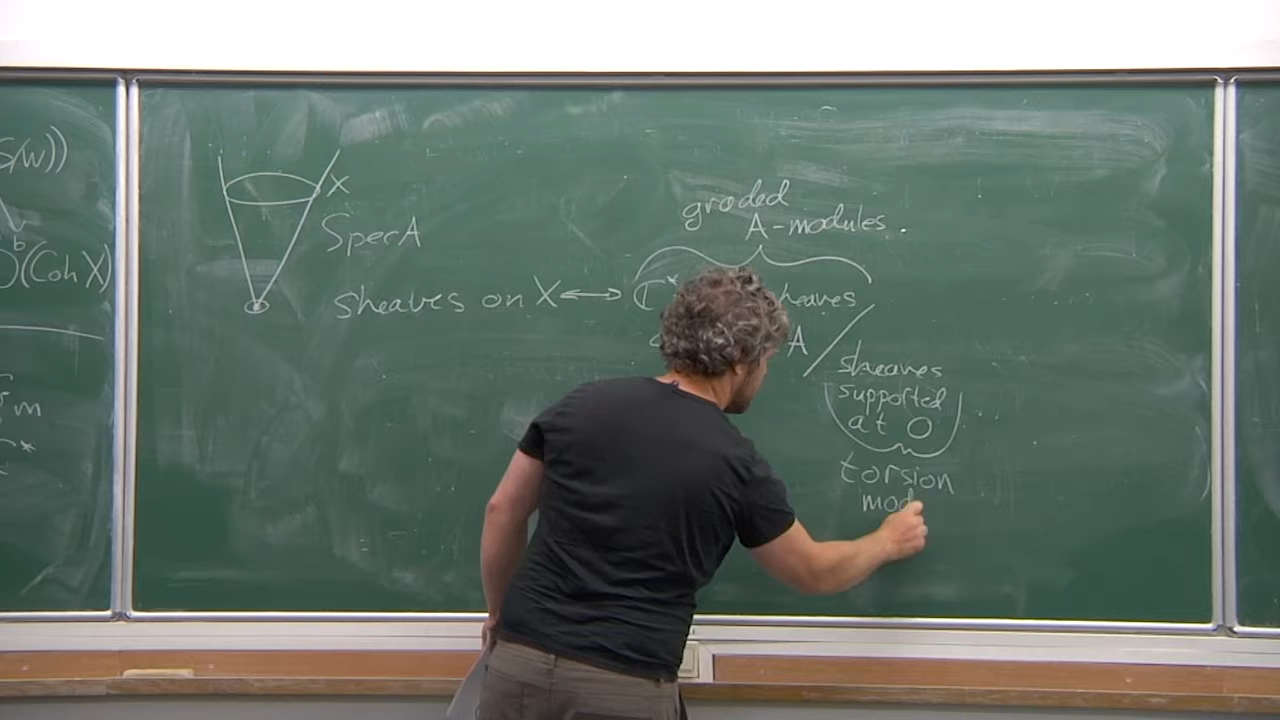 S/W))
b
(Coh X)
m
*
X
Spec A
graded
A-modules.
sheaves on X ⟷ ℂ* sheaves
A / sheaves
supported
at 0
torsion
mod